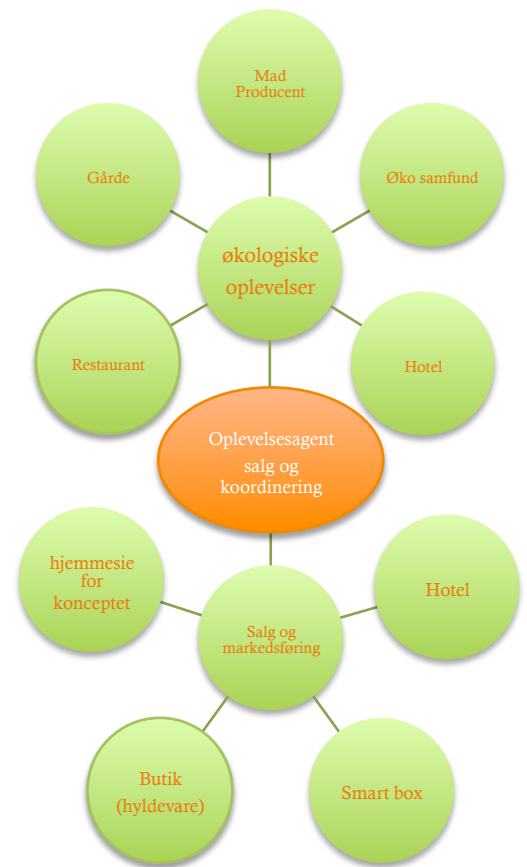 Mad
Producent
Gårde
Øko samfund
økologiske
oplevelser
Restaurant
Hotel
Oplevelsesagent
salg og
koordinering
hjemmesie
for
konceptet
Hotel
Salg og
markedsføring
Butik
(hyldevare)
Smart box